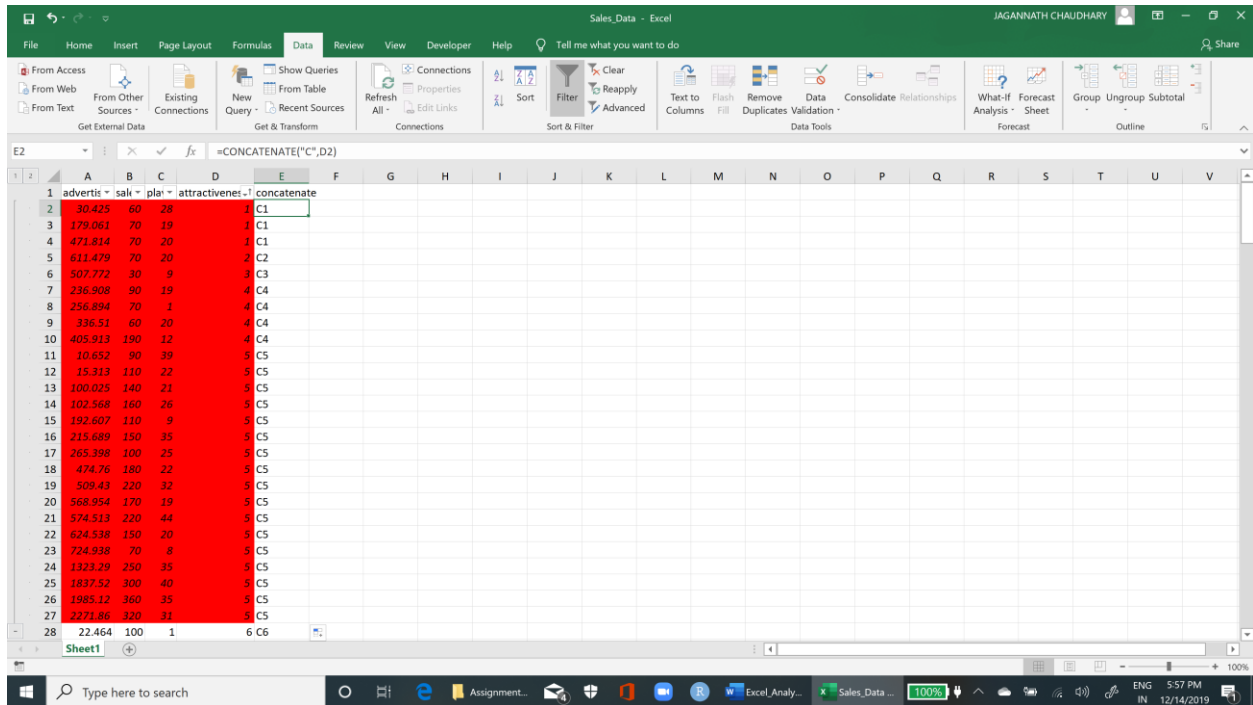 Sales_Data - Excel
JAGANNATH CHAUDHARY
File Home Insert Page Layout Formulas Data Review View Developer Help Tell me what you want to do Share
From Access
From Web
From Text
From Other Sources
Existing Connections
Get External Data
New Query
Show Queries
From Table
Recent Sources
Get & Transform
Refresh All
Connections
Properties
Edit Links
Connections
Sort
Filter
Clear
Reapply
Advanced
Sort & Filter
Text to Columns
Flash Fill
Remove Duplicates
Data Validation
Consolidate
Relationships
Data Tools
What-If Analysis
Forecast Sheet
Forecast
Group
Ungroup
Subtotal
Outline
E2 fx =CONCATENATE("C",D2)
1 2 A B C D E F G H I J K L M N O P Q R S T U V
1 advertis sale play attractivenes concatenate
2 30.425 60 28 1 C1
3 179.061 70 19 1 C1
4 471.814 70 20 1 C1
5 611.479 70 20 2 C2
6 507.772 30 9 3 C3
7 236.908 90 19 4 C4
8 256.894 70 1 4 C4
9 336.51 60 20 4 C4
10 405.913 190 12 4 C4
11 10.652 90 39 5 C5
12 15.313 110 22 5 C5
13 100.025 140 21 5 C5
14 102.568 160 26 5 C5
15 192.607 110 9 5 C5
16 215.689 150 35 5 C5
17 265.398 100 25 5 C5
18 474.76 180 22 5 C5
19 509.43 220 32 5 C5
20 568.954 170 19 5 C5
21 574.513 220 44 5 C5
22 624.538 150 20 5 C5
23 724.938 70 8 5 C5
24 1323.29 250 35 5 C5
25 1837.52 300 40 5 C5
26 1985.12 360 35 5 C5
27 2271.86 320 31 5 C5
28 22.464 100 1 6 C6
Sheet1
100%
Type here to search
Assignment...
Excel_Analy...
Sales_Data ...
100%
ENG
IN
5:57 PM
12/14/2019